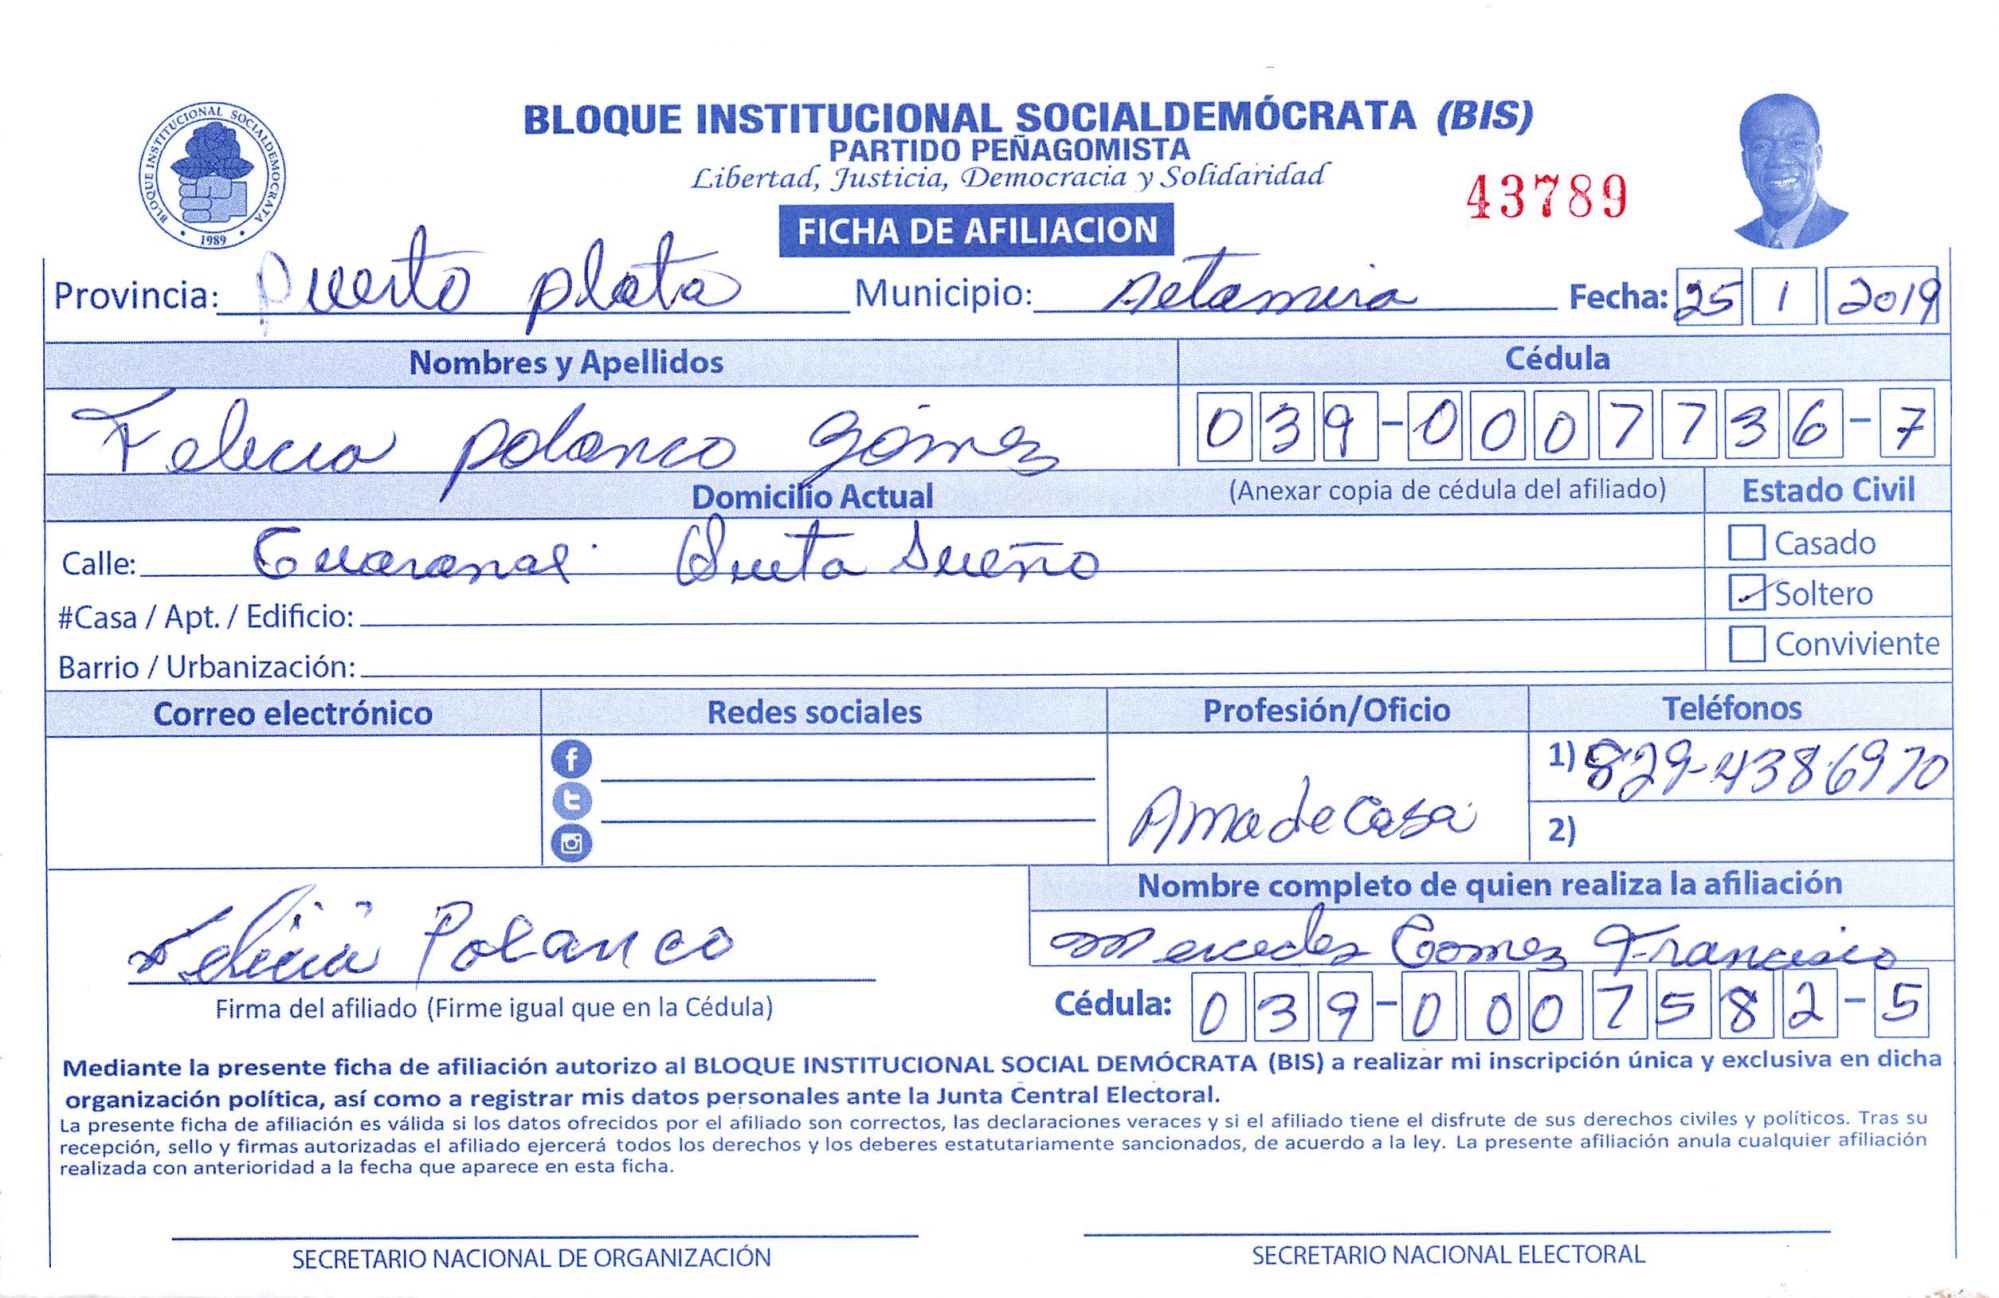 BLOQUE INSTITUCIONAL SOCIALDEMÓCRATA
1989
BLOQUE INSTITUCIONAL SOCIALDEMÓCRATA (BIS)
PARTIDO PEÑAGOMISTA
Libertad, Justicia, Democracia y Solidaridad
43789
FICHA DE AFILIACION
Provincia: Puerto plata Municipio: Altamira Fecha: 25 1 2019
Nombres y Apellidos Cédula
Felicia polanco Gómez 039-0007736-7
Domicilio Actual (Anexar copia de cédula del afiliado) Estado Civil
Calle: Guananal Quita Sueño Casado
#Casa / Apt. / Edificio: Soltero
Barrio / Urbanización: Conviviente
Correo electrónico Redes sociales Profesión/Oficio Teléfonos
1) 829-4386970
Ama de Casa
2)
Nombre completo de quien realiza la afiliación
Felicia Polanco Mercedes Gomez Francisco
Firma del afiliado (Firme igual que en la Cédula) Cédula: 039-0007582-5
Mediante la presente ficha de afiliación autorizo al BLOQUE INSTITUCIONAL SOCIAL DEMÓCRATA (BIS) a realizar mi inscripción única y exclusiva en dicha
organización política, así como a registrar mis datos personales ante la Junta Central Electoral.
La presente ficha de afiliación es válida si los datos ofrecidos por el afiliado son correctos, las declaraciones veraces y si el afiliado tiene el disfrute de sus derechos civiles y políticos. Tras su
recepción, sello y firmas autorizadas el afiliado ejercerá todos los derechos y los deberes estatutariamente sancionados, de acuerdo a la ley. La presente afiliación anula cualquier afiliación
realizada con anterioridad a la fecha que aparece en esta ficha.
SECRETARIO NACIONAL DE ORGANIZACIÓN SECRETARIO NACIONAL ELECTORAL